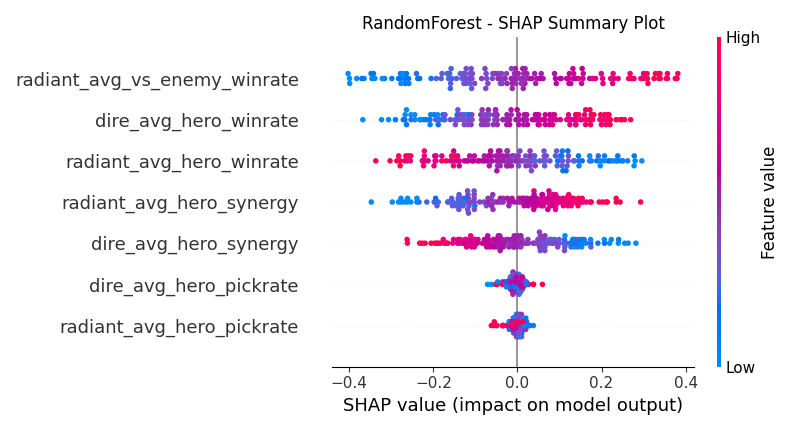 RandomForest - SHAP Summary Plot
High
radiant_avg_vs_enemy_winrate
dire_avg_hero_winrate
radiant_avg_hero_winrate
radiant_avg_hero_synergy
dire_avg_hero_synergy
dire_avg_hero_pickrate
radiant_avg_hero_pickrate
Feature value
Low
−0.4 −0.2 0.0 0.2 0.4
SHAP value (impact on model output)